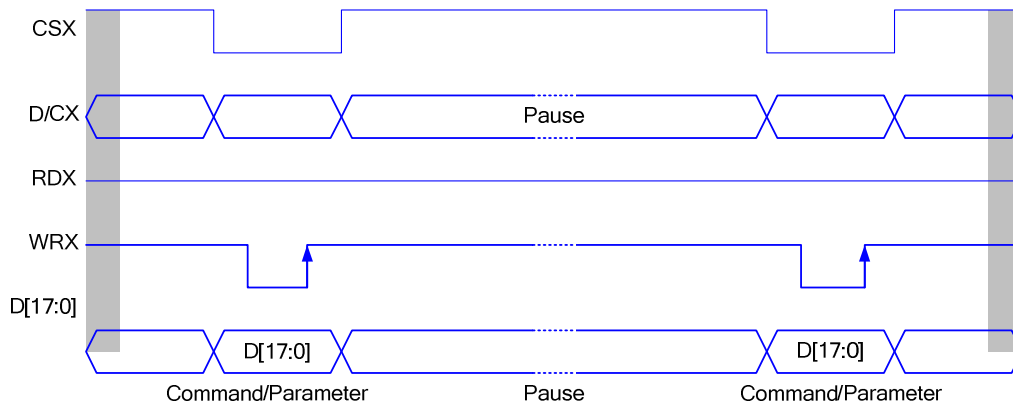 CSX
D/CX
Pause
RDX
WRX
D[17:0]
D[17:0] D[17:0]
Command/Parameter Pause Command/Parameter